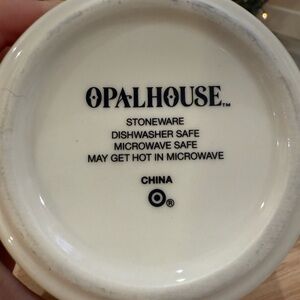 OPALHOUSE™
STONEWARE
DISHWASHER SAFE
MICROWAVE SAFE
MAY GET HOT IN MICROWAVE
CHINA
®